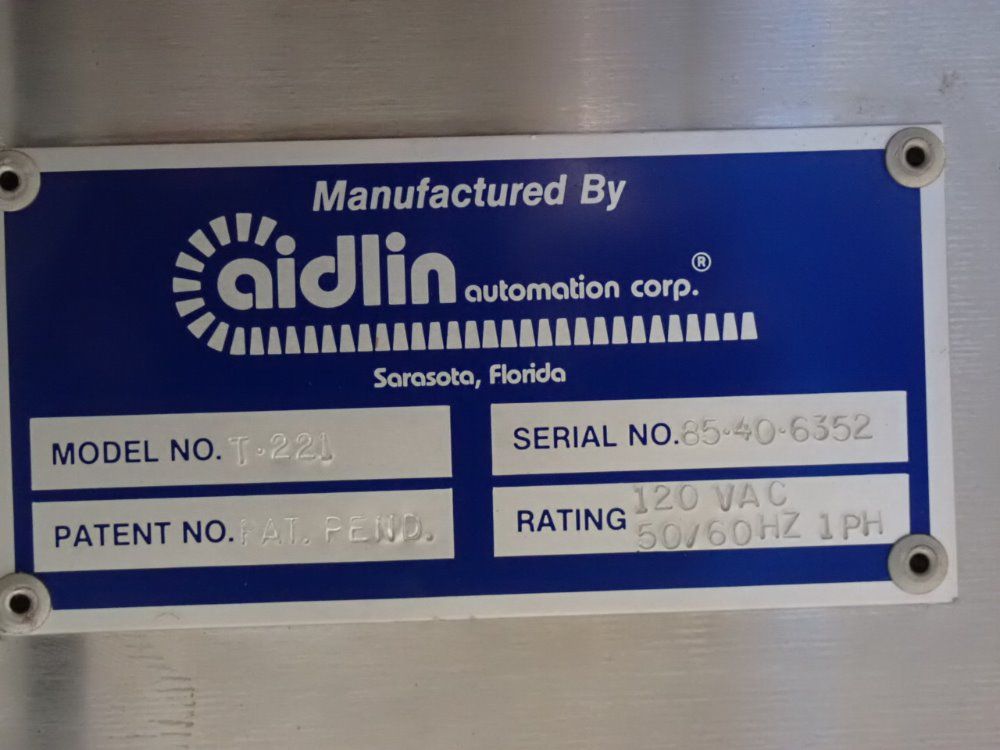 Manufactured By
aidlin automation corp.®
Sarasota, Florida
MODEL NO. T-221
SERIAL NO. 85-40-6352
PATENT NO. PAT. PEND.
RATING 120 VAC
50/60HZ 1PH